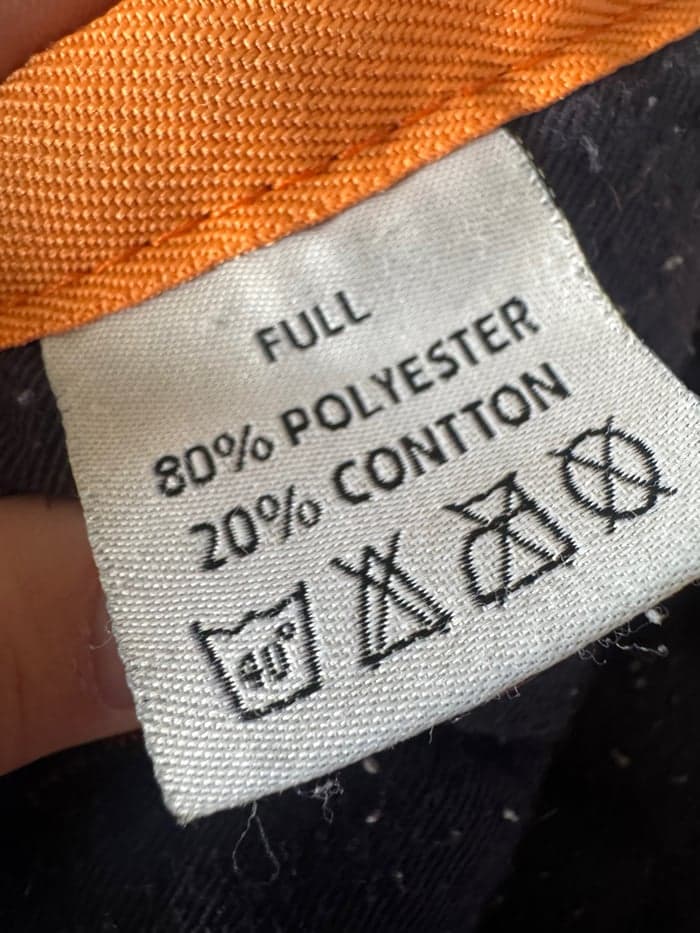 FULL
80% POLYESTER
20% CONTTON
40°